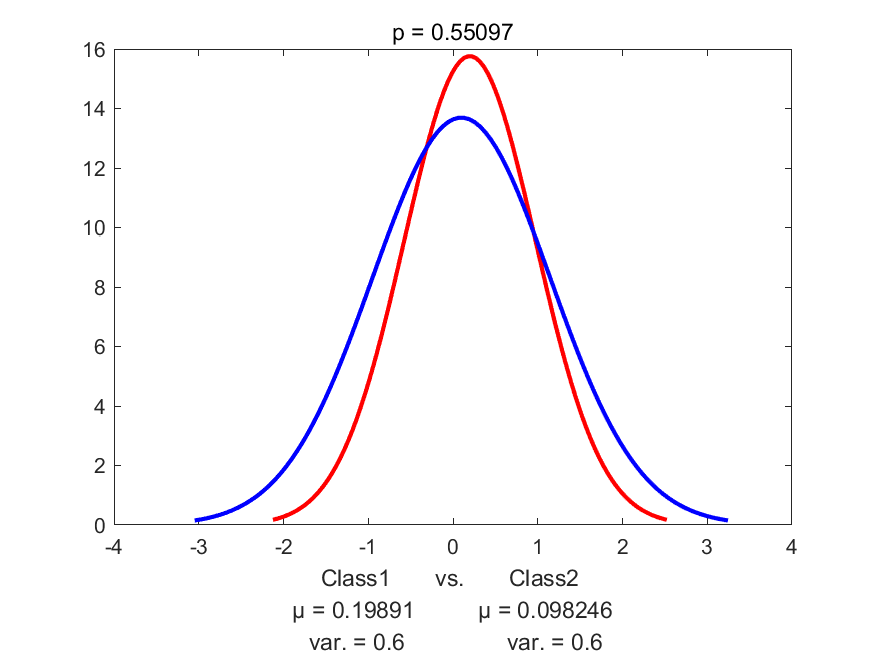 p = 0.55097
16
14
12
10
8
6
4
2
0
-4 -3 -2 -1 0 1 2 3 4
Class1 vs. Class2
μ = 0.19891 μ = 0.098246
var. = 0.6 var. = 0.6